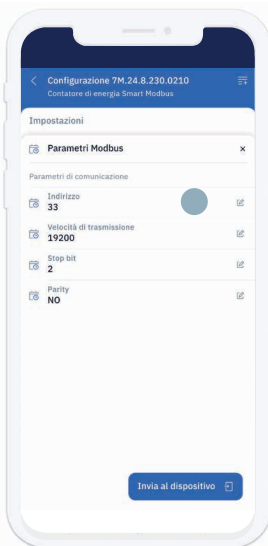 Configurazione 7M.24.8.230.0210
Contatore di energia Smart Modbus
Impostazioni
Parametri Modbus
Parametri di comunicazione
Indirizzo
33
Velocità di trasmissione
19200
Stop bit
2
Parity
NO
Invia al dispositivo